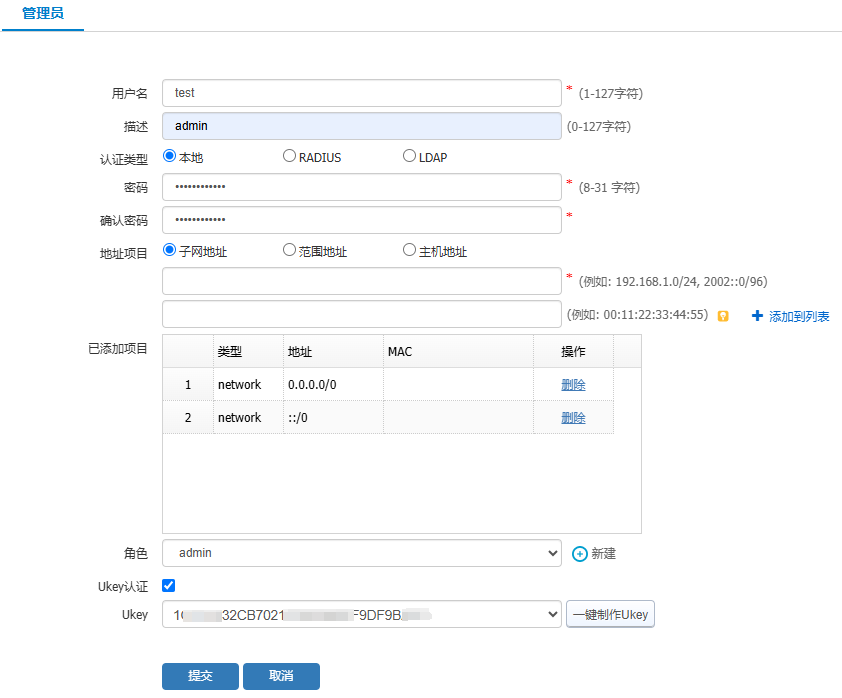 管理员
用户名 test * (1-127字符)
描述 admin (0-127字符)
认证类型 本地 RADIUS LDAP
密码 •••••••••••• * (8-31 字符)
确认密码 •••••••••••• *
地址项目 子网地址 范围地址 主机地址
* (例如: 192.168.1.0/24, 2002::0/96)
(例如: 00:11:22:33:44:55) 添加到列表
已添加项目 类型 地址 MAC 操作
1 network 0.0.0.0/0 删除
2 network ::/0 删除
角色 admin 新建
Ukey认证
Ukey 32CB7021 F9DF9B 一键制作Ukey
提交 取消